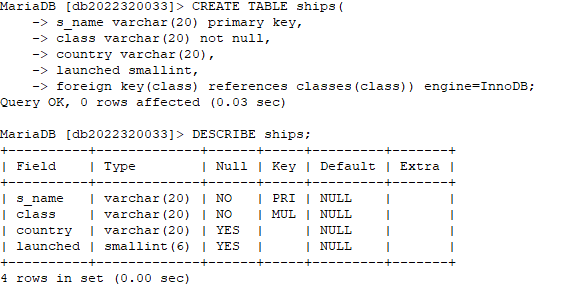 MariaDB [db2022320033]> CREATE TABLE ships(
    -> s_name varchar(20) primary key,
    -> class varchar(20) not null,
    -> country varchar(20),
    -> launched smallint,
    -> foreign key(class) references classes(class)) engine=InnoDB;
Query OK, 0 rows affected (0.03 sec)

MariaDB [db2022320033]> DESCRIBE ships;
+----------+-------------+------+-----+---------+-------+
| Field    | Type        | Null | Key | Default | Extra |
+----------+-------------+------+-----+---------+-------+
| s_name   | varchar(20) | NO   | PRI | NULL    |       |
| class    | varchar(20) | NO   | MUL | NULL    |       |
| country  | varchar(20) | YES  |     | NULL    |       |
| launched | smallint(6) | YES  |     | NULL    |       |
+----------+-------------+------+-----+---------+-------+
4 rows in set (0.00 sec)